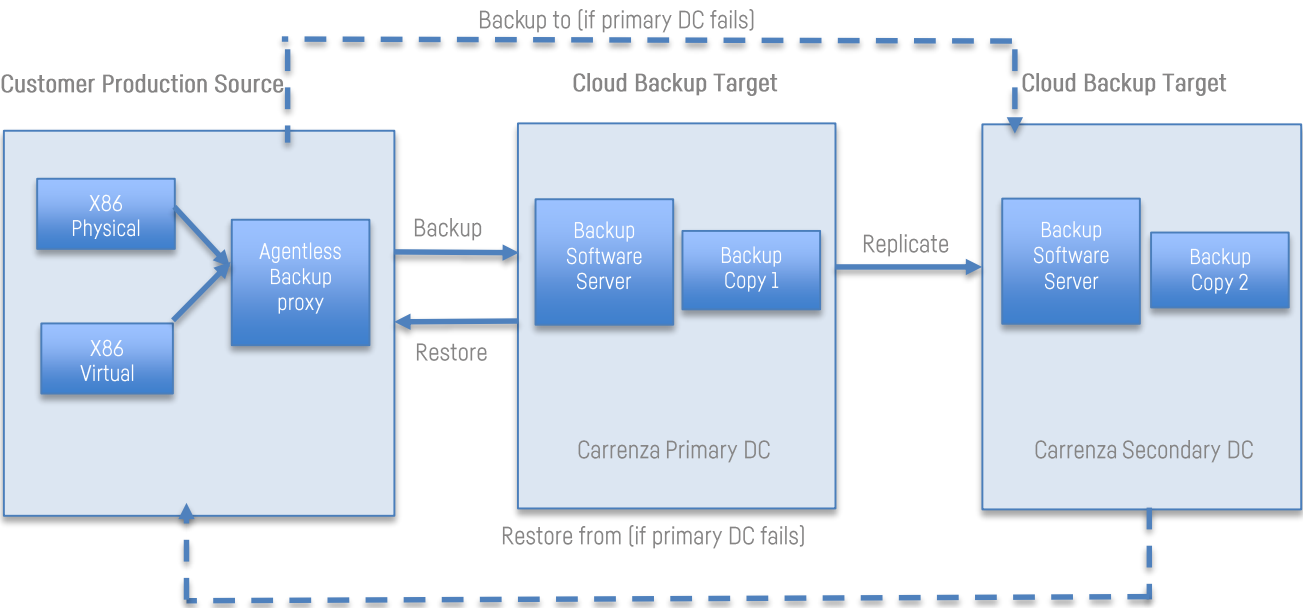 Backup to (if primary DC fails)
Customer Production Source
Cloud Backup Target
Cloud Backup Target
X86
Physical
Agentless
Backup
proxy
X86
Virtual
Backup
Restore
Backup
Software
Server
Backup
Copy 1
Carrenza Primary DC
Replicate
Backup
Software
Server
Backup
Copy 2
Carrenza Secondary DC
Restore from (if primary DC fails)